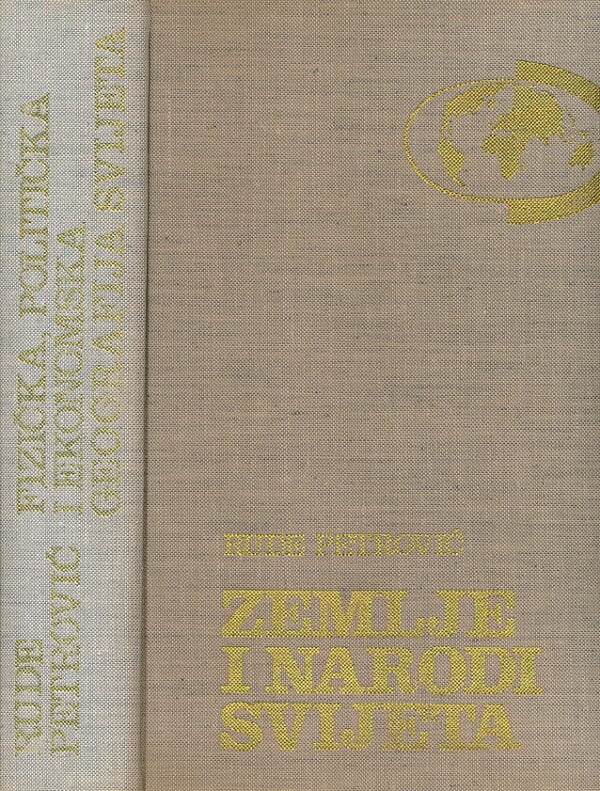 RUDE
PETROVIĆ
FIZIČKA, POLITIČKA
I EKONOMSKA
GEOGRAFIJA SVIJETA
RUDE PETROVIĆ
ZEMLJE
I NARODI
SVIJETA